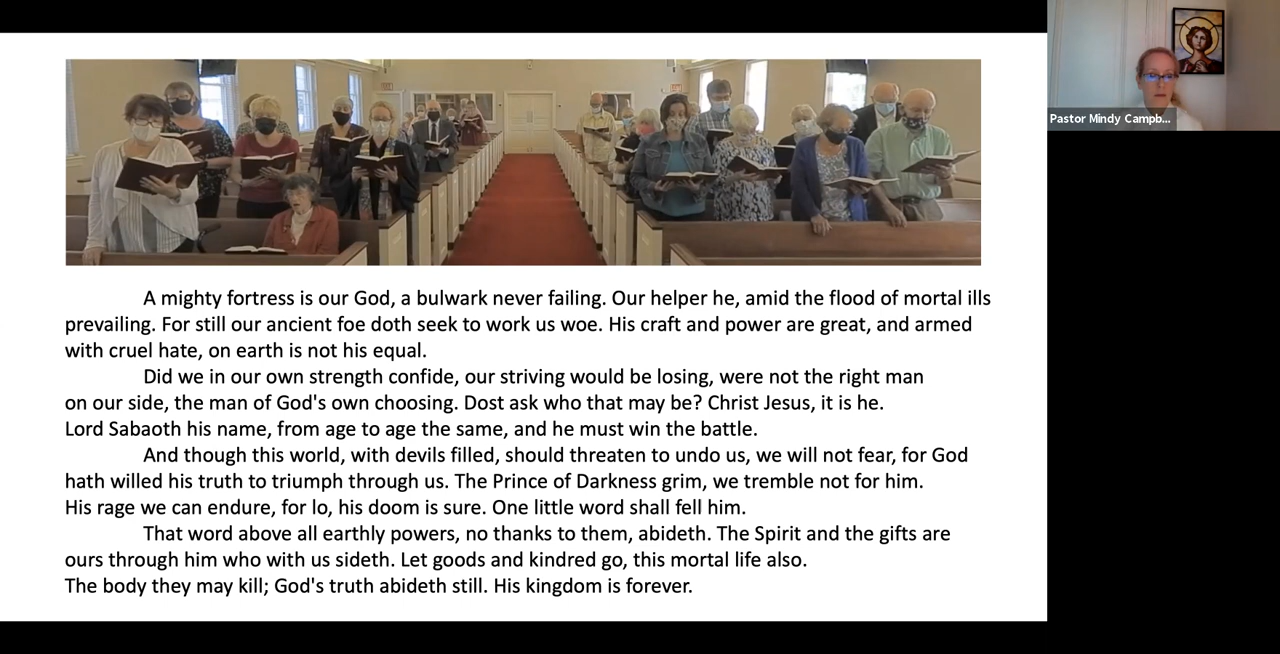 Pastor Mindy Campb...
A mighty fortress is our God, a bulwark never failing. Our helper he, amid the flood of mortal ills
prevailing. For still our ancient foe doth seek to work us woe. His craft and power are great, and armed
with cruel hate, on earth is not his equal.
Did we in our own strength confide, our striving would be losing, were not the right man
on our side, the man of God's own choosing. Dost ask who that may be? Christ Jesus, it is he.
Lord Sabaoth his name, from age to age the same, and he must win the battle.
And though this world, with devils filled, should threaten to undo us, we will not fear, for God
hath willed his truth to triumph through us. The Prince of Darkness grim, we tremble not for him.
His rage we can endure, for lo, his doom is sure. One little word shall fell him.
That word above all earthly powers, no thanks to them, abideth. The Spirit and the gifts are
ours through him who with us sideth. Let goods and kindred go, this mortal life also.
The body they may kill; God's truth abideth still. His kingdom is forever.